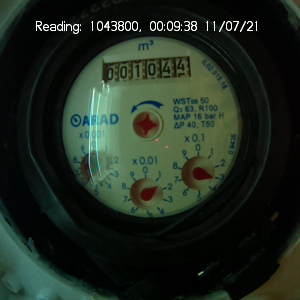 Reading: 1043800, 00:09:38 11/07/21
m³
001044
ARAD
WST 50
Q₃ 63, R100
MAP 16 bar H
ΔP 40, T50
x 0.001
x 0.1
x 0.01